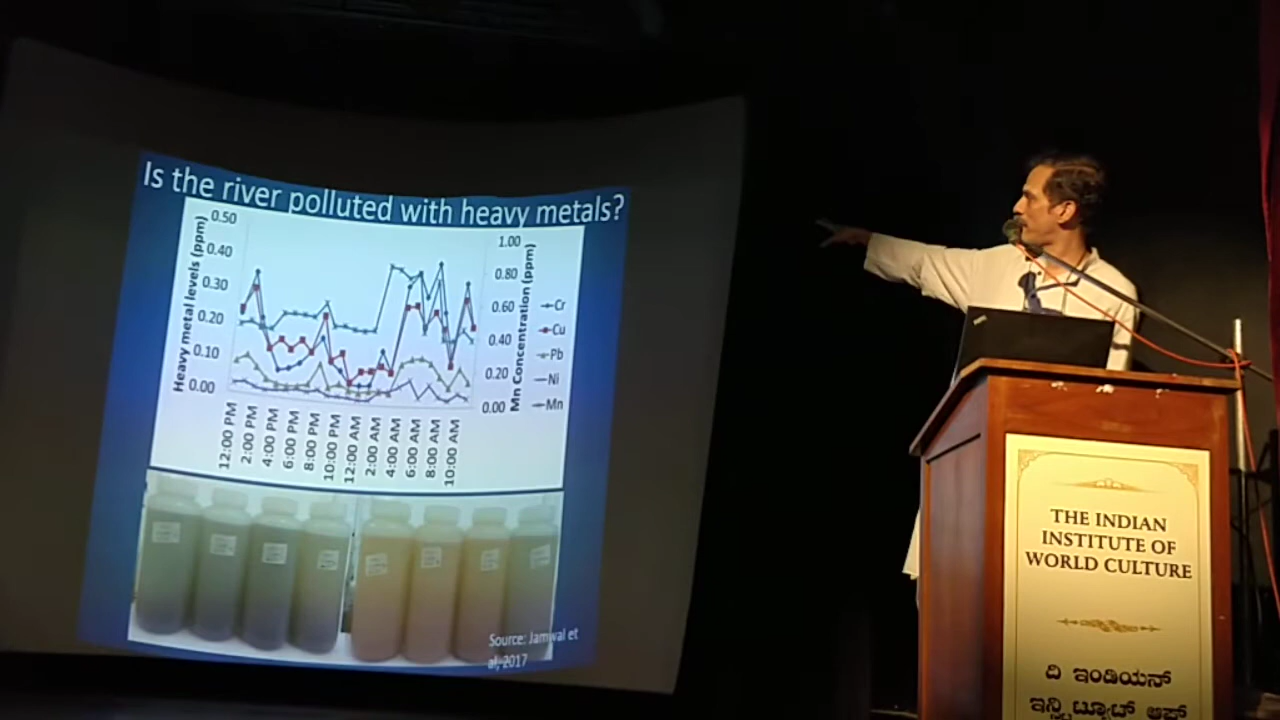 Is the river polluted with heavy metals?
Heavy metal levels (ppm)
0.50
0.40
0.30
0.20
0.10
0.00
1.00
0.80
0.60
0.40
0.20
0.00
Mn Concentration (ppm)
Cr
Cu
Pb
Ni
Mn
12:00 PM
2:00 PM
4:00 PM
6:00 PM
8:00 PM
10:00 PM
12:00 AM
2:00 AM
4:00 AM
6:00 AM
8:00 AM
10:00 AM
Source: Jamwal et
al, 2017
THE INDIAN
INSTITUTE OF
WORLD CULTURE
ದಿ ಇಂಡಿಯನ್
ಇನ್ಸ್ಟಿಟ್ಯೂಟ್ ಆಫ್